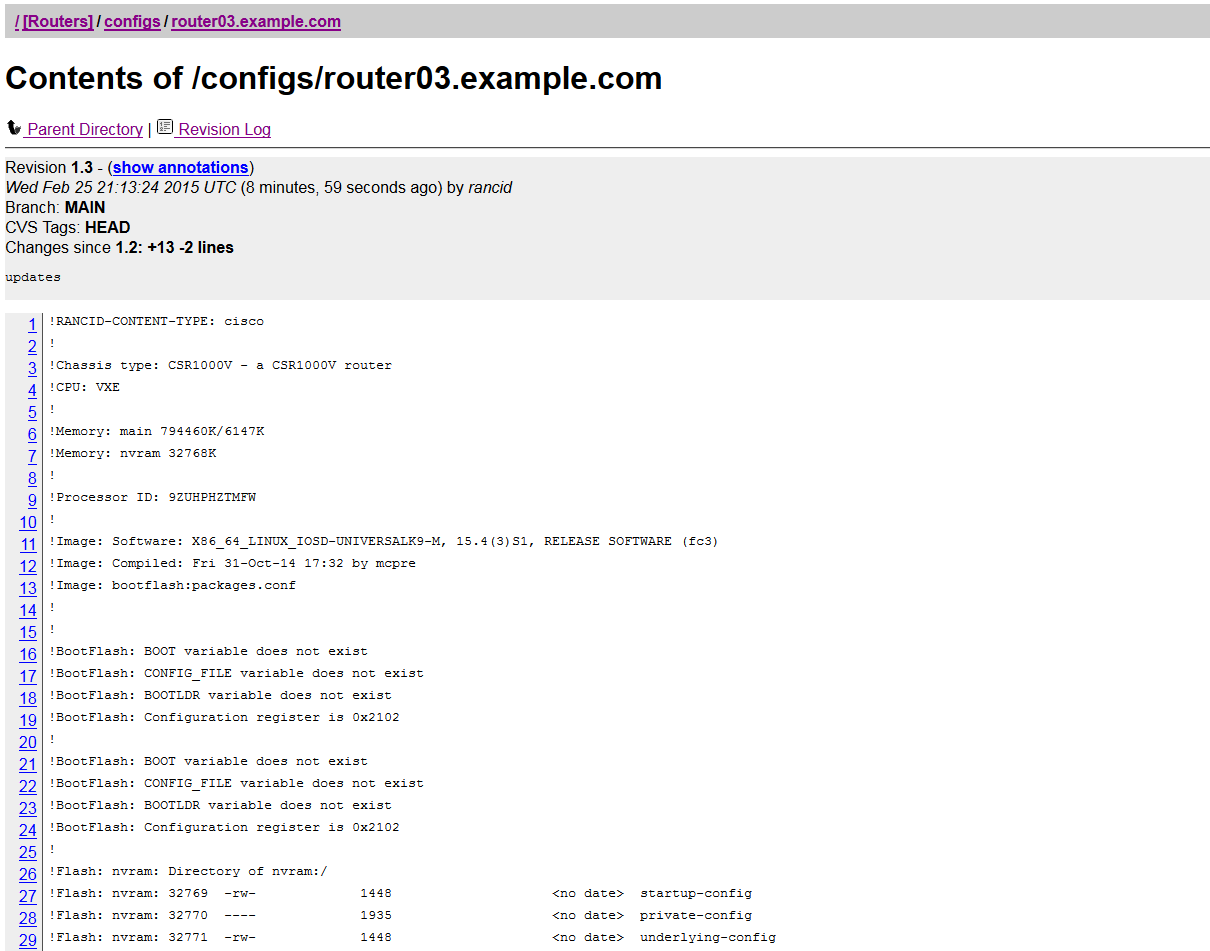 / [Routers] / configs / router03.example.com
Contents of /configs/router03.example.com
Parent Directory | Revision Log
Revision 1.3 - (show annotations)
Wed Feb 25 21:13:24 2015 UTC (8 minutes, 59 seconds ago) by rancid
Branch: MAIN
CVS Tags: HEAD
Changes since 1.2: +13 -2 lines
updates
1 !RANCID-CONTENT-TYPE: cisco
2 !
3 !Chassis type: CSR1000V - a CSR1000V router
4 !CPU: VXE
5 !
6 !Memory: main 794460K/6147K
7 !Memory: nvram 32768K
8 !
9 !Processor ID: 9ZUHPHZTMFW
10 !
11 !Image: Software: X86_64_LINUX_IOSD-UNIVERSALK9-M, 15.4(3)S1, RELEASE SOFTWARE (fc3)
12 !Image: Compiled: Fri 31-Oct-14 17:32 by mcpre
13 !Image: bootflash:packages.conf
14 !
15 !
16 !BootFlash: BOOT variable does not exist
17 !BootFlash: CONFIG_FILE variable does not exist
18 !BootFlash: BOOTLDR variable does not exist
19 !BootFlash: Configuration register is 0x2102
20 !
21 !BootFlash: BOOT variable does not exist
22 !BootFlash: CONFIG_FILE variable does not exist
23 !BootFlash: BOOTLDR variable does not exist
24 !BootFlash: Configuration register is 0x2102
25 !
26 !Flash: nvram: Directory of nvram:/
27 !Flash: nvram: 32769 -rw- 1448 <no date> startup-config
28 !Flash: nvram: 32770 ---- 1935 <no date> private-config
29 !Flash: nvram: 32771 -rw- 1448 <no date> underlying-config